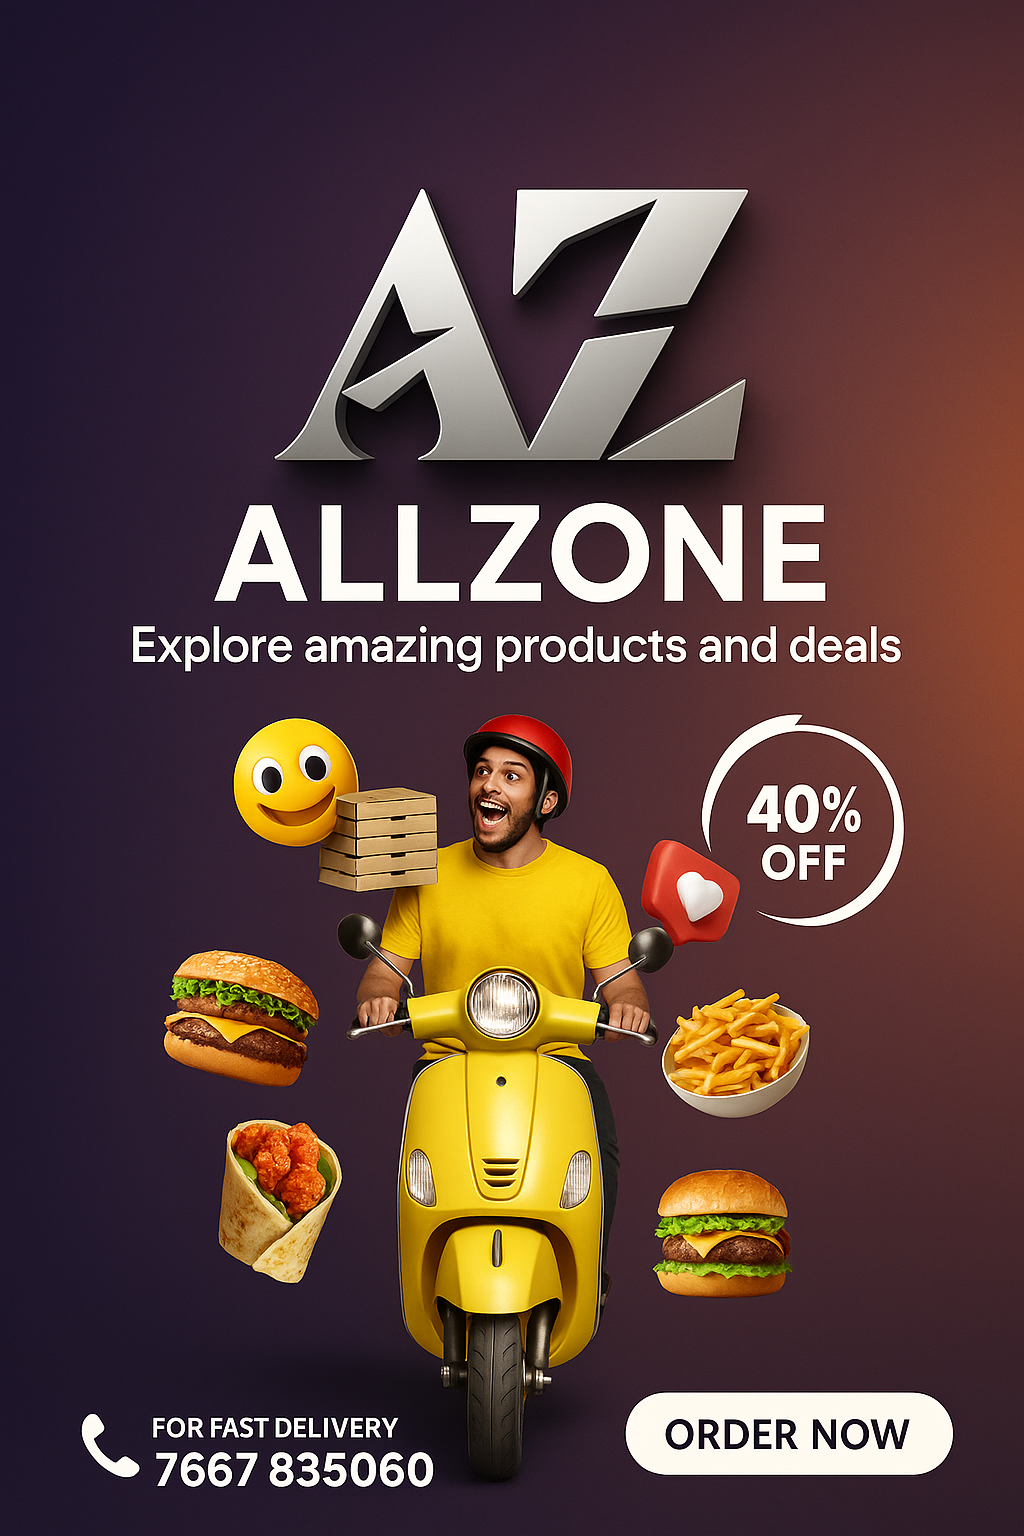 AZ
ALLZONE
Explore amazing products and deals
40%
OFF
FOR FAST DELIVERY
7667 835060
ORDER NOW